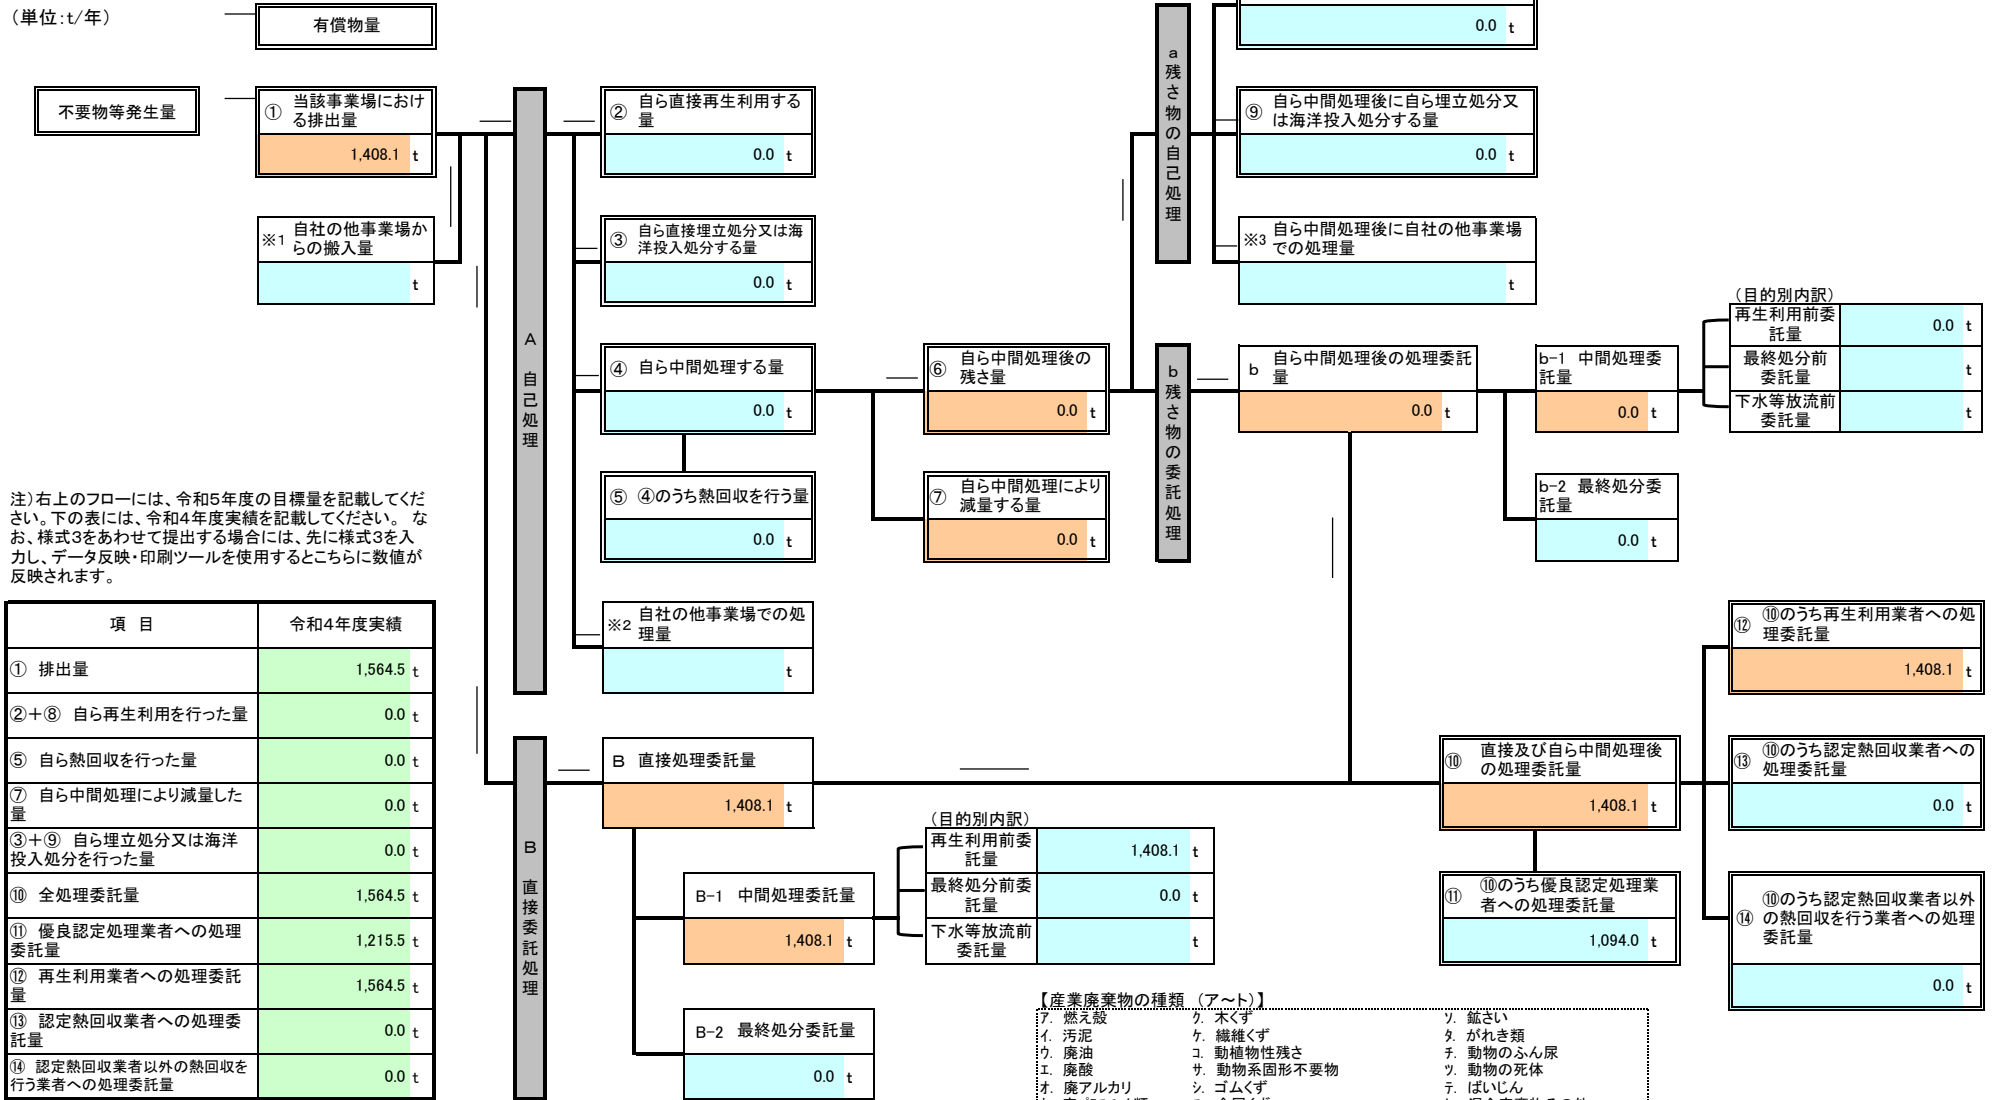 （単位:t/年）
有償物量
不要物等発生量
① 当該事業場におけ
る排出量
1,408.1 t
※1 自社の他事業場か
らの搬入量
t
A 自己処理
② 自ら直接再生利用する
量
0.0 t
③ 自ら直接埋立処分又は海
洋投入処分する量
0.0 t
④ 自ら中間処理する量
0.0 t
⑤ ④のうち熱回収を行う量
0.0 t
※2 自社の他事業場での処
理量
t
⑥ 自ら中間処理後の
残さ量
0.0 t
⑦ 自ら中間処理により
減量する量
0.0 t
a 残さ物の自己処理
0.0 t
⑨ 自ら中間処理後に自ら埋立処分又
は海洋投入処分する量
0.0 t
※3 自ら中間処理後に自社の他事業場
での処理量
t
b 残さ物の委託処理
b 自ら中間処理後の処理委託
量
0.0 t
b-1 中間処理委
託量
0.0 t
b-2 最終処分委
託量
0.0 t
（目的別内訳）
再生利用前委
託量
0.0 t
最終処分前
委託量
t
下水等放流前
委託量
t
注）右上のフローには、令和5年度の目標量を記載してくだ
さい。下の表には、令和4年度実績を記載してください。 な
お、様式3をあわせて提出する場合には、先に様式3を入
力し、データ反映・印刷ツールを使用するとこちらに数値が
反映されます。
項 目 令和4年度実績
① 排出量 1,564.5 t
②＋⑧ 自ら再生利用を行った量 0.0 t
⑤ 自ら熱回収を行った量 0.0 t
⑦ 自ら中間処理により減量した
量 0.0 t
③＋⑨ 自ら埋立処分又は海洋
投入処分を行った量 0.0 t
⑩ 全処理委託量 1,564.5 t
⑪ 優良認定処理業者への処理
委託量 1,215.5 t
⑫ 再生利用業者への処理委託
量 1,564.5 t
⑬ 認定熱回収業者への処理委
託量 0.0 t
⑭ 認定熱回収業者以外の熱回収を
行う業者への処理委託量 0.0 t
B 直接委託処理
B 直接処理委託量
1,408.1 t
B-1 中間処理委託量
1,408.1 t
B-2 最終処分委託量
0.0 t
（目的別内訳）
再生利用前委
託量
1,408.1 t
最終処分前委
託量
0.0 t
下水等放流前
委託量
t
⑩ 直接及び自ら中間処理後
の処理委託量
1,408.1 t
⑪ ⑩のうち優良認定処理業
者への処理委託量
1,094.0 t
⑫ ⑩のうち再生利用業者への処
理委託量
1,408.1 t
⑬ ⑩のうち認定熱回収業者への
処理委託量
0.0 t
⑭ ⑩のうち認定熱回収業者以外
の熱回収を行う業者への処理
委託量
0.0 t
【産業廃棄物の種類 （ア～ト）】
ア. 燃え殻 ク. 木くず ソ. 鉱さい
イ. 汚泥 ケ. 繊維くず タ. がれき類
ウ. 廃油 コ. 動植物性残さ チ. 動物のふん尿
エ. 廃酸 サ. 動物系固形不要物 ツ. 動物の死体
オ. 廃アルカリ シ. ゴムくず テ. ばいじん